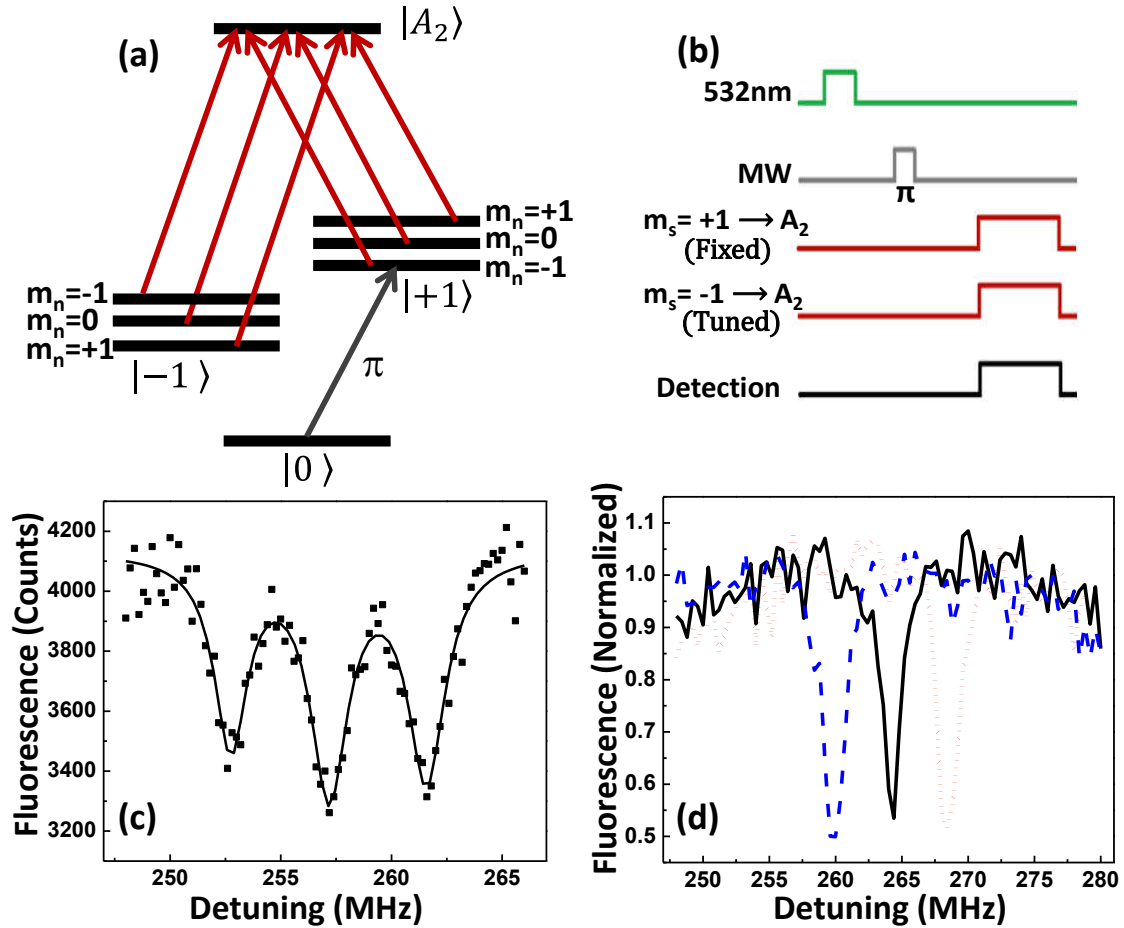 (a)
|A₂⟩
mₙ=+1
mₙ=0
mₙ=-1
|+1⟩
mₙ=-1
mₙ=0
mₙ=+1
|−1⟩
π
|0⟩
(b)
532nm
MW
π
mₛ= +1 → A₂
(Fixed)
mₛ= -1 → A₂
(Tuned)
Detection
Fluorescence (Counts)
4200
4000
3800
3600
3400
3200
(c)
250 255 260 265
Detuning (MHz)
Fluorescence (Normalized)
1.1
1.0
0.9
0.8
0.7
0.6
0.5
(d)
250 255 260 265 270 275 280
Detuning (MHz)